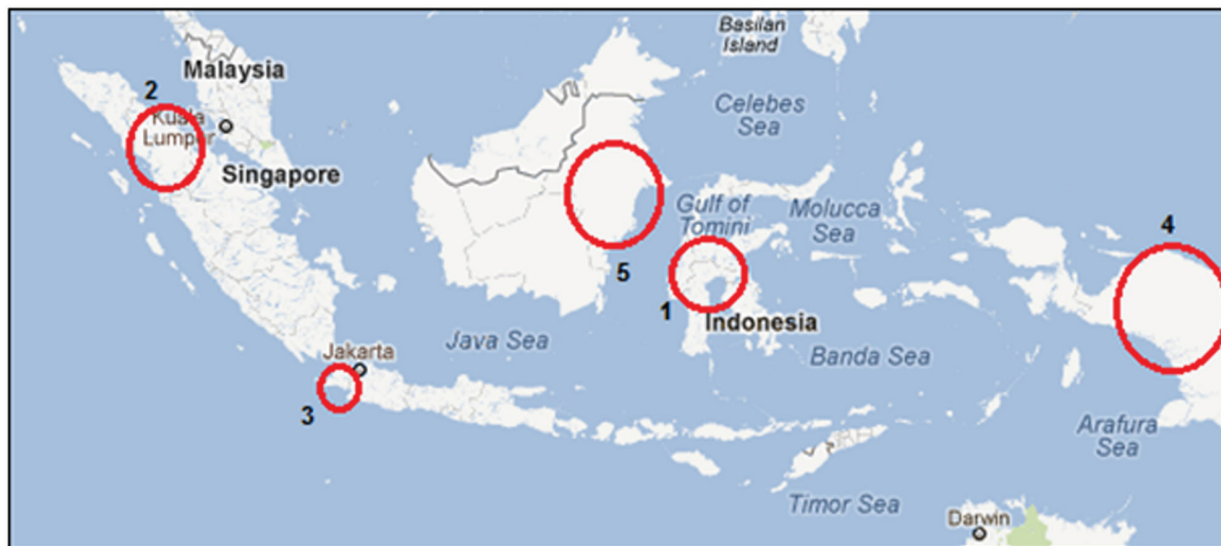 Basilan
Island
Malaysia
2
Kuala
Lumpur
Celebes
Sea
Singapore
Gulf of
Tomini
Molucca
Sea
4
5
1
Indonesia
Java Sea
Jakarta
Banda Sea
3
Arafura
Sea
Timor Sea
Darwin